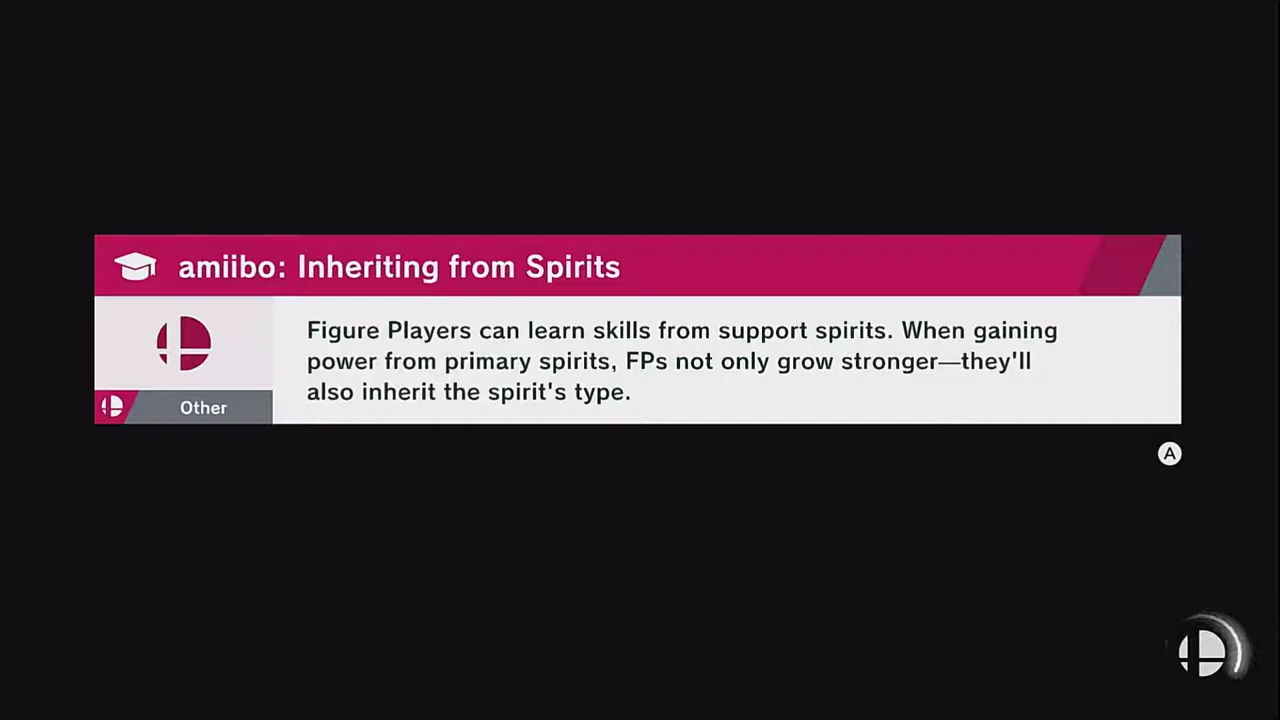 amiibo: Inheriting from Spirits
Figure Players can learn skills from support spirits. When gaining
power from primary spirits, FPs not only grow stronger—they'll
also inherit the spirit's type.
Other
A